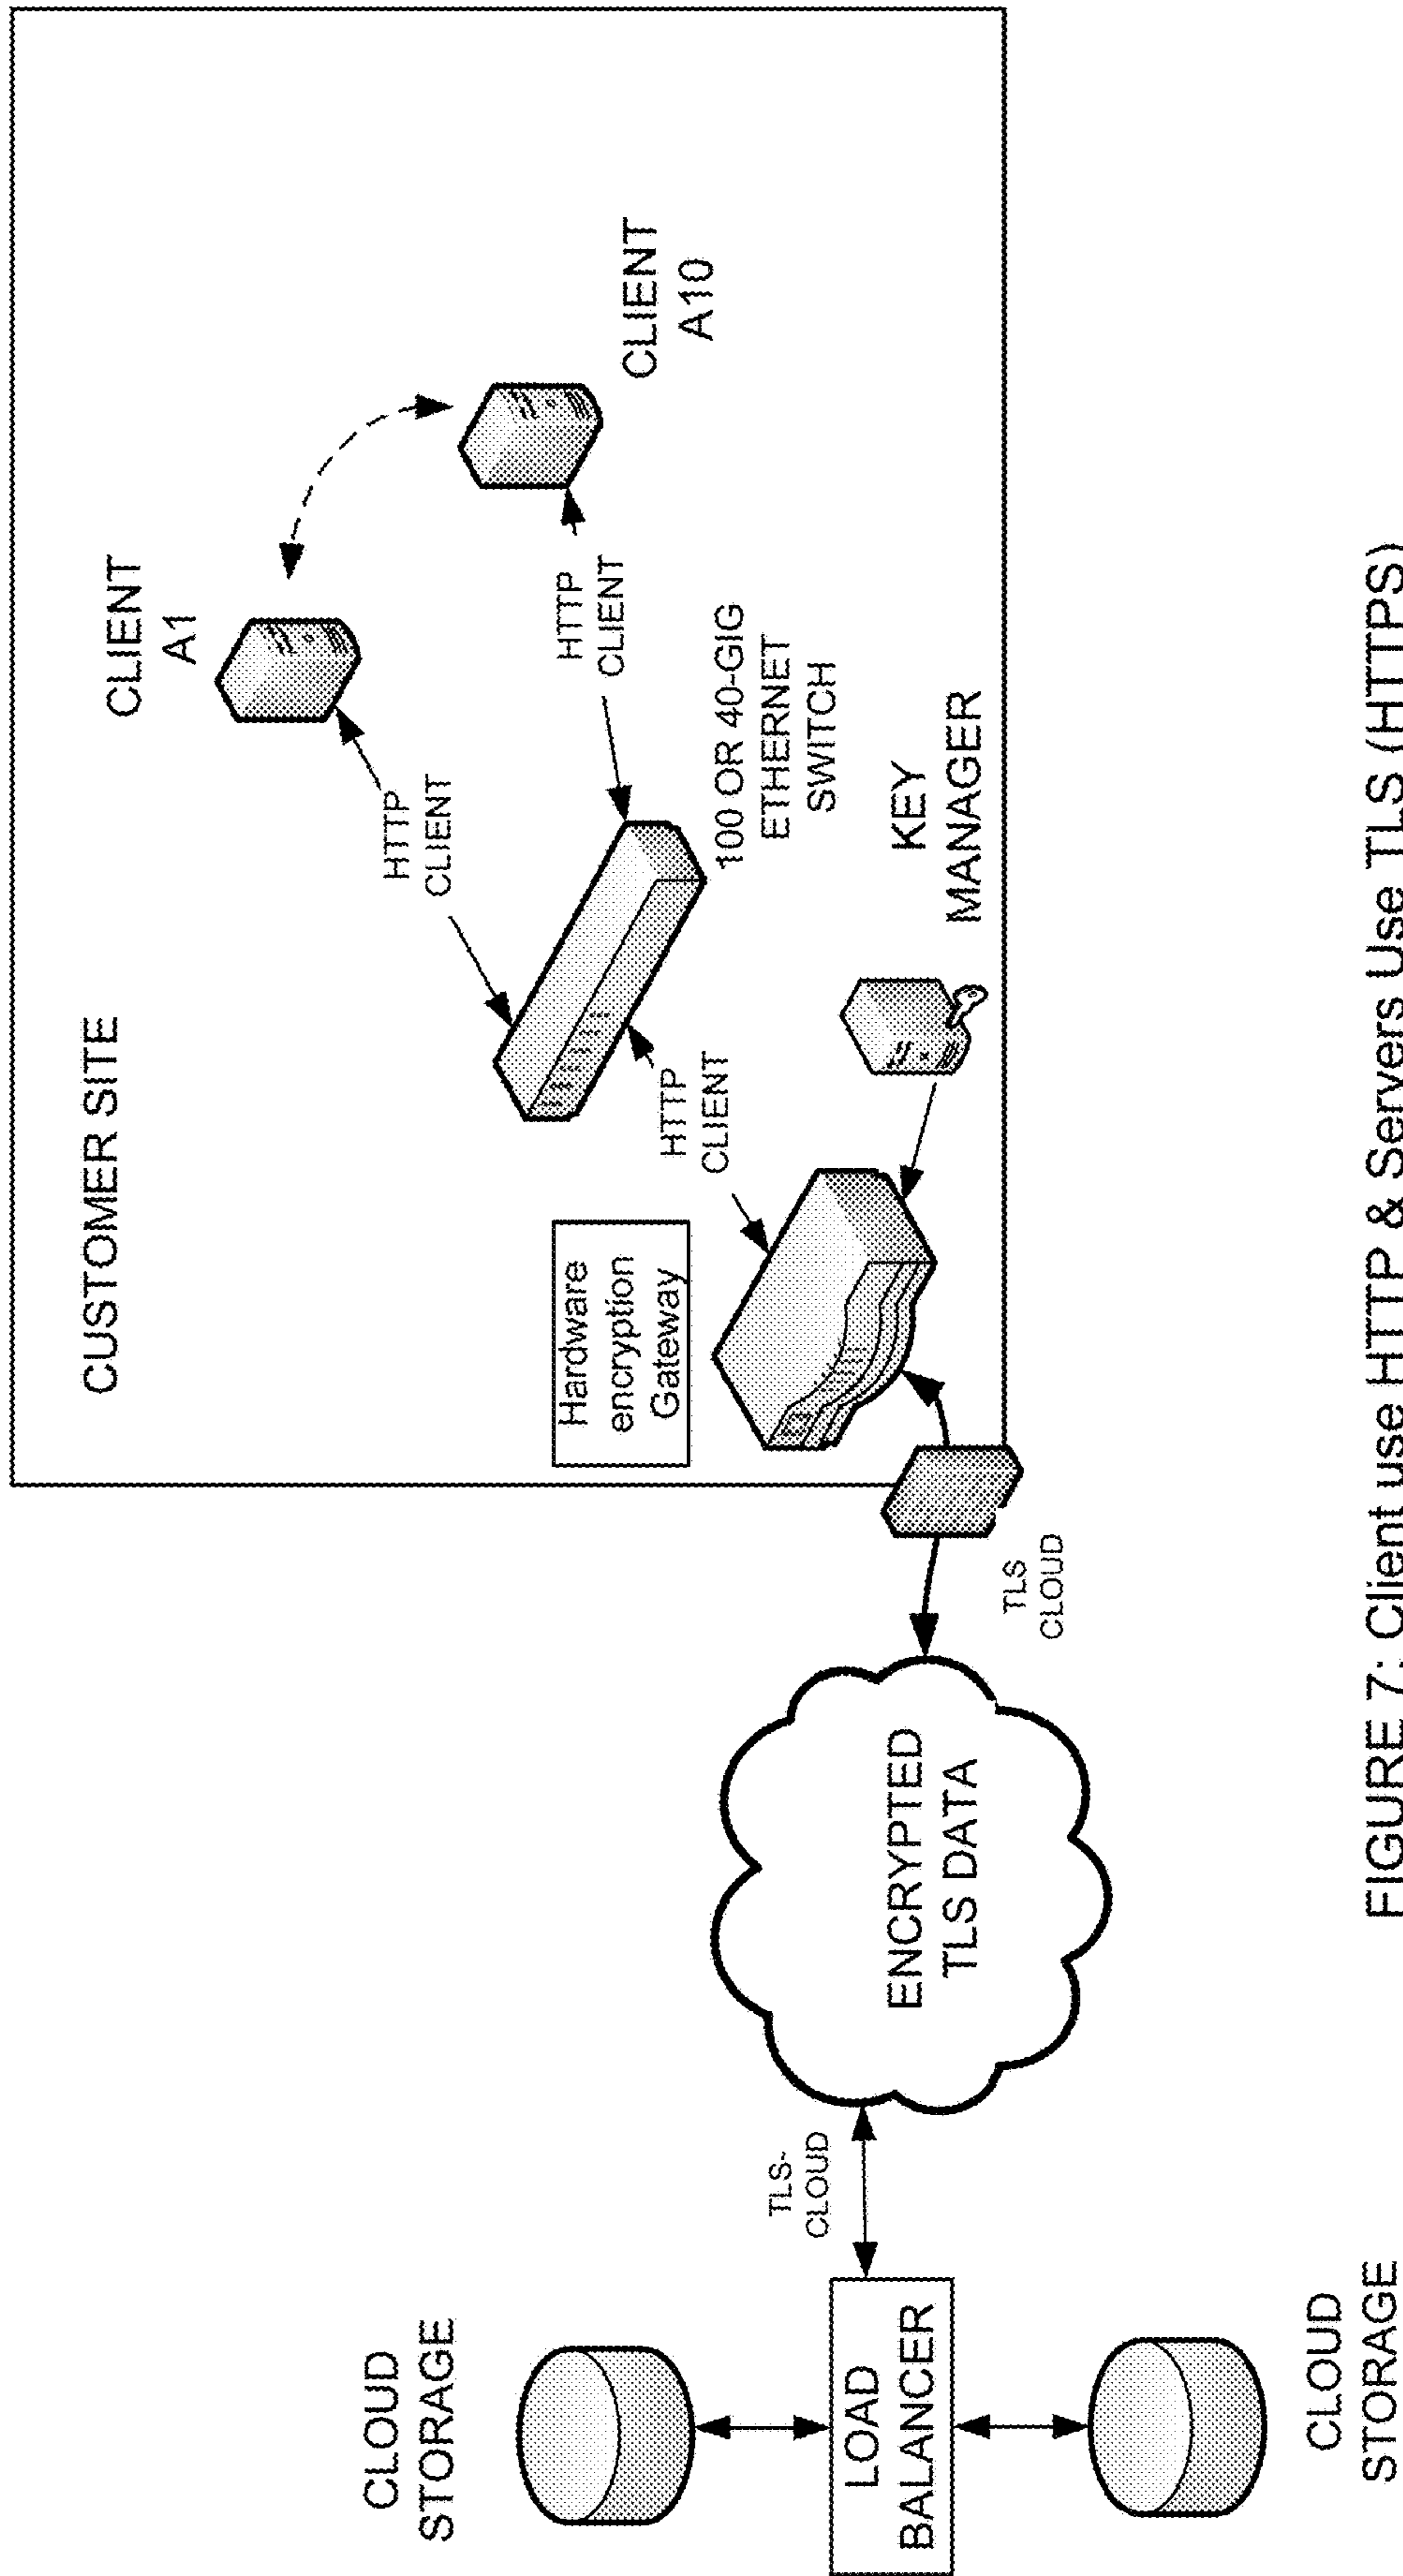 CUSTOMER SITE
CLIENT
A1
CLIENT
A10
HTTP
CLIENT
HTTP
CLIENT
100 OR 40-GIG
ETHERNET
SWITCH
HTTP
CLIENT
Hardware
encryption
Gateway
KEY
MANAGER
TLS
CLOUD
ENCRYPTED
TLS DATA
TLS-
CLOUD
CLOUD
STORAGE
LOAD
BALANCER
CLOUD
STORAGE
FIGURE 7: Client use HTTP & Servers Use TLS (HTTPS)